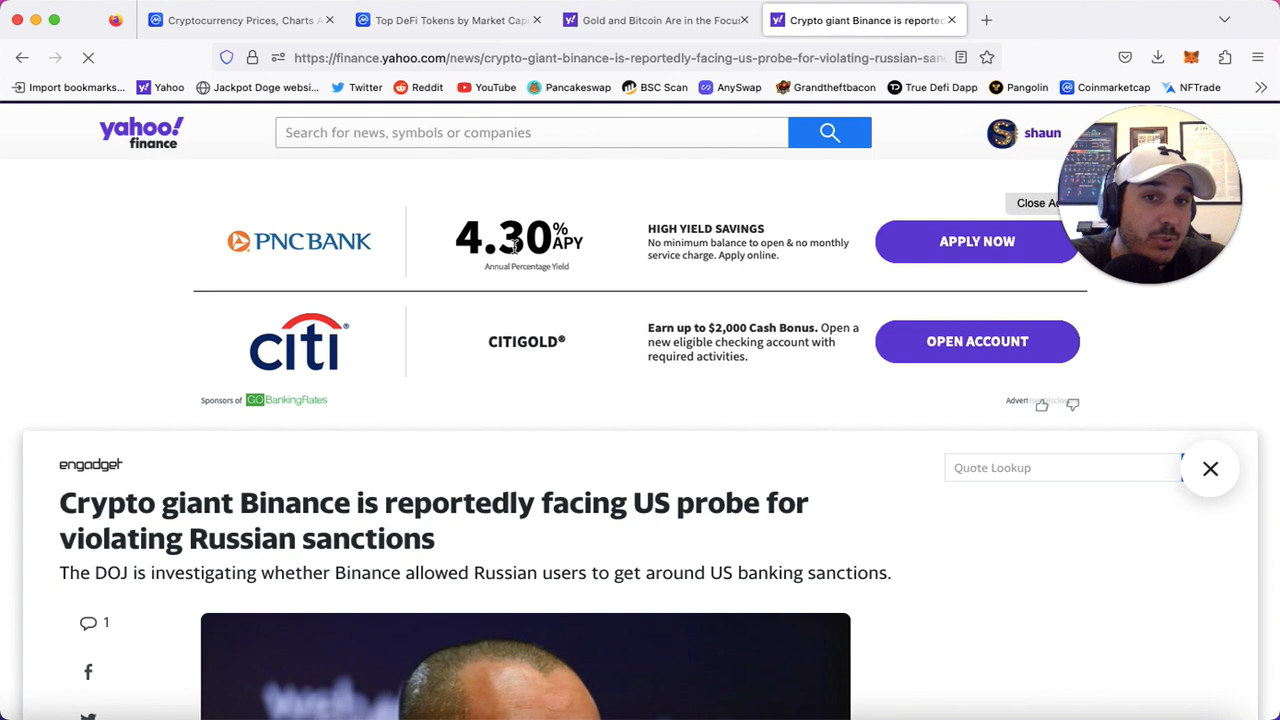 Cryptocurrency Prices, Charts A
Top DeFi Tokens by Market Cap
Gold and Bitcoin Are in the Focus
Crypto giant Binance is reported
https://finance.yahoo.com/news/crypto-giant-binance-is-reportedly-facing-us-probe-for-violating-russian-san
Import bookmarks...
Yahoo
Jackpot Doge websi...
Twitter
Reddit
YouTube
Pancakeswap
BSC Scan
AnySwap
Grandtheftbacon
True Defi Dapp
Pangolin
Coinmarketcap
NFTrade
yahoo!
finance
Search for news, symbols or companies
shaun
Close Ad
PNC BANK
4.30% APY
Annual Percentage Yield
HIGH YIELD SAVINGS
No minimum balance to open & no monthly
service charge. Apply online.
APPLY NOW
citi
CITIGOLD®
Earn up to $2,000 Cash Bonus. Open a
new eligible checking account with
required activities.
OPEN ACCOUNT
Sponsors of GOBankingRates
engadget
Quote Lookup
Crypto giant Binance is reportedly facing US probe for
violating Russian sanctions
The DOJ is investigating whether Binance allowed Russian users to get around US banking sanctions.
1